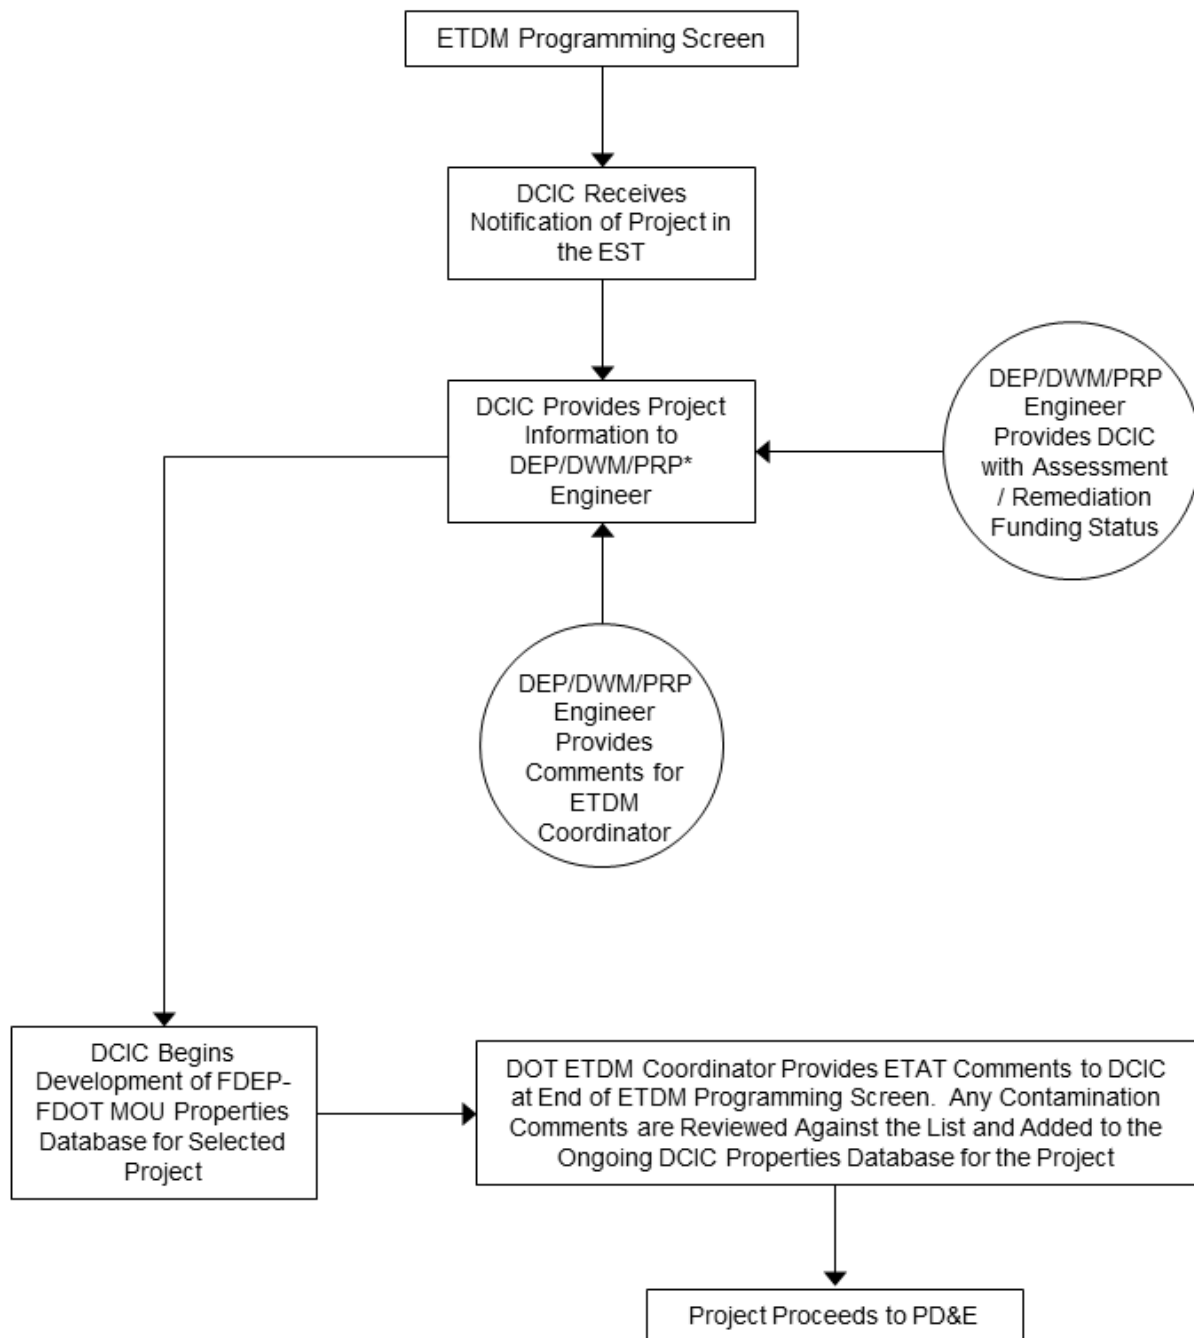 ETDM Programming Screen
DCIC Receives
Notification of Project in
the EST
DCIC Provides Project
Information to
DEP/DWM/PRP*
Engineer
DEP/DWM/PRP
Engineer
Provides DCIC
with Assessment
/ Remediation
Funding Status
DEP/DWM/PRP
Engineer
Provides
Comments for
ETDM
Coordinator
DCIC Begins
Development of FDEP-
FDOT MOU Properties
Database for Selected
Project
DOT ETDM Coordinator Provides ETAT Comments to DCIC
at End of ETDM Programming Screen. Any Contamination
Comments are Reviewed Against the List and Added to the
Ongoing DCIC Properties Database for the Project
Project Proceeds to PD&E